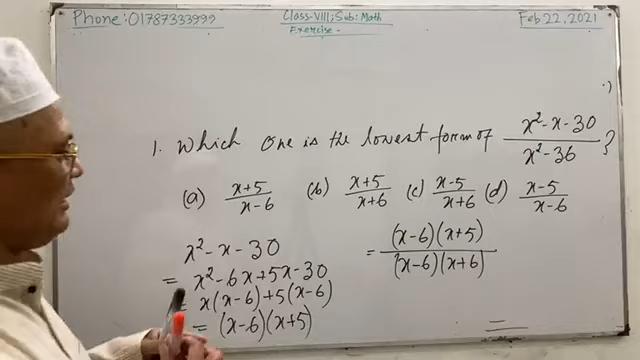 Phone: 01787333999 Class-VIII; Sub: Math Feb 22, 2021
Exercise-
1. Which one is the lowest form of (x²-x-30)/(x²-36) ?
(a) (x+5)/(x-6) (b) (x+5)/(x+6) (c) (x-5)/(x+6) (d) (x-5)/(x-6)
x²-x-30
= x²-6x+5x-30
= x(x-6)+5(x-6)
= (x-6)(x+5)
= ((x-6)(x+5))/((x-6)(x+6))